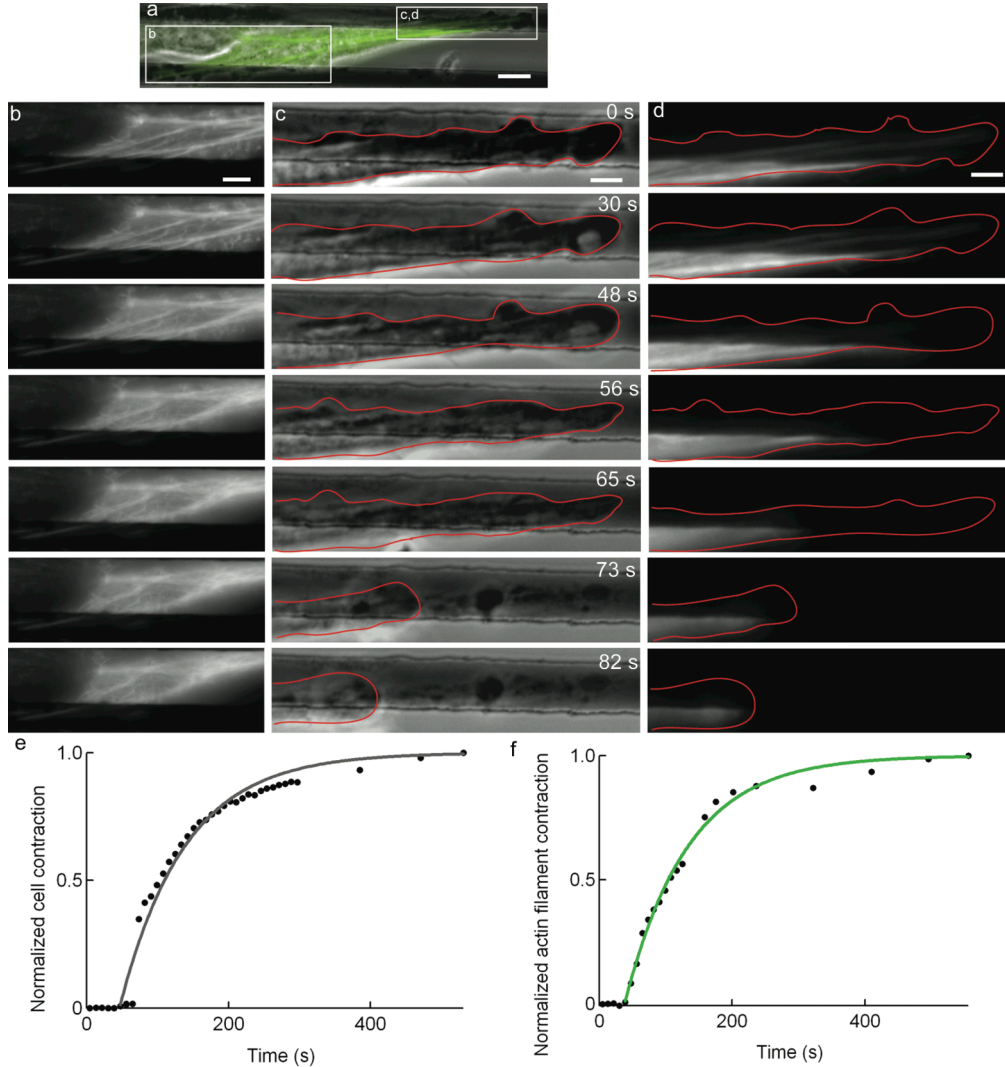 a
c,d
b
b
c
0 s
d
30 s
48 s
56 s
65 s
73 s
82 s
e
1.0
0.5
0
Normalized cell contraction
0
200
400
Time (s)
f
1.0
0.5
0
Normalized actin filament contraction
0
200
400
Time (s)